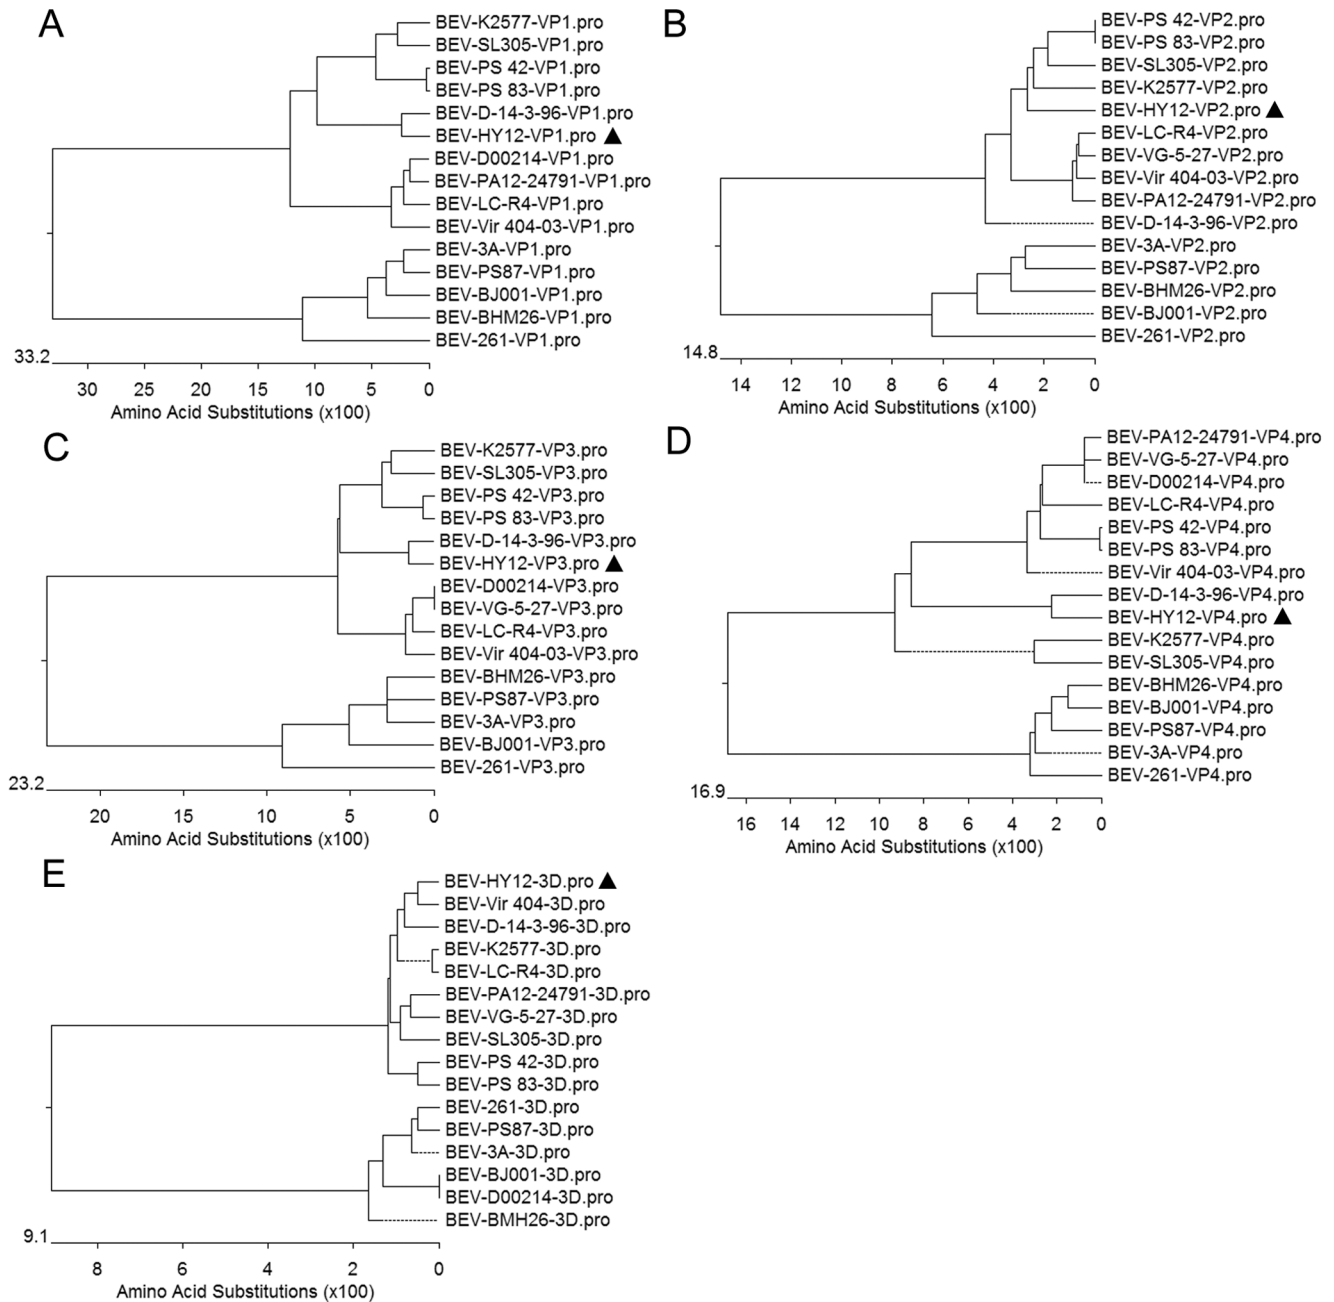 A
BEV-K2577-VP1.pro
BEV-SL305-VP1.pro
BEV-PS 42-VP1.pro
BEV-PS 83-VP1.pro
BEV-D-14-3-96-VP1.pro
BEV-HY12-VP1.pro
BEV-D00214-VP1.pro
BEV-PA12-24791-VP1.pro
BEV-LC-R4-VP1.pro
BEV-Vir 404-03-VP1.pro
BEV-3A-VP1.pro
BEV-PS87-VP1.pro
BEV-BJ001-VP1.pro
BEV-BHM26-VP1.pro
BEV-261-VP1.pro
33.2
30 25 20 15 10 5 0
Amino Acid Substitutions (x100)
B
BEV-PS 42-VP2.pro
BEV-PS 83-VP2.pro
BEV-SL305-VP2.pro
BEV-K2577-VP2.pro
BEV-HY12-VP2.pro
BEV-LC-R4-VP2.pro
BEV-VG-5-27-VP2.pro
BEV-Vir 404-03-VP2.pro
BEV-PA12-24791-VP2.pro
BEV-D-14-3-96-VP2.pro
BEV-3A-VP2.pro
BEV-PS87-VP2.pro
BEV-BHM26-VP2.pro
BEV-BJ001-VP2.pro
BEV-261-VP2.pro
14.8
14 12 10 8 6 4 2 0
Amino Acid Substitutions (x100)
C
BEV-K2577-VP3.pro
BEV-SL305-VP3.pro
BEV-PS 42-VP3.pro
BEV-PS 83-VP3.pro
BEV-D-14-3-96-VP3.pro
BEV-HY12-VP3.pro
BEV-D00214-VP3.pro
BEV-VG-5-27-VP3.pro
BEV-LC-R4-VP3.pro
BEV-Vir 404-03-VP3.pro
BEV-BHM26-VP3.pro
BEV-PS87-VP3.pro
BEV-3A-VP3.pro
BEV-BJ001-VP3.pro
BEV-261-VP3.pro
23.2
20 15 10 5 0
Amino Acid Substitutions (x100)
D
BEV-PA12-24791-VP4.pro
BEV-VG-5-27-VP4.pro
BEV-D00214-VP4.pro
BEV-LC-R4-VP4.pro
BEV-PS 42-VP4.pro
BEV-PS 83-VP4.pro
BEV-Vir 404-03-VP4.pro
BEV-D-14-3-96-VP4.pro
BEV-HY12-VP4.pro
BEV-K2577-VP4.pro
BEV-SL305-VP4.pro
BEV-BHM26-VP4.pro
BEV-BJ001-VP4.pro
BEV-PS87-VP4.pro
BEV-3A-VP4.pro
BEV-261-VP4.pro
16.9
16 14 12 10 8 6 4 2 0
Amino Acid Substitutions (x100)
E
BEV-HY12-3D.pro
BEV-Vir 404-3D.pro
BEV-D-14-3-96-3D.pro
BEV-K2577-3D.pro
BEV-LC-R4-3D.pro
BEV-PA12-24791-3D.pro
BEV-VG-5-27-3D.pro
BEV-SL305-3D.pro
BEV-PS 42-3D.pro
BEV-PS 83-3D.pro
BEV-261-3D.pro
BEV-PS87-3D.pro
BEV-3A-3D.pro
BEV-BJ001-3D.pro
BEV-D00214-3D.pro
BEV-BMH26-3D.pro
9.1
8 6 4 2 0
Amino Acid Substitutions (x100)